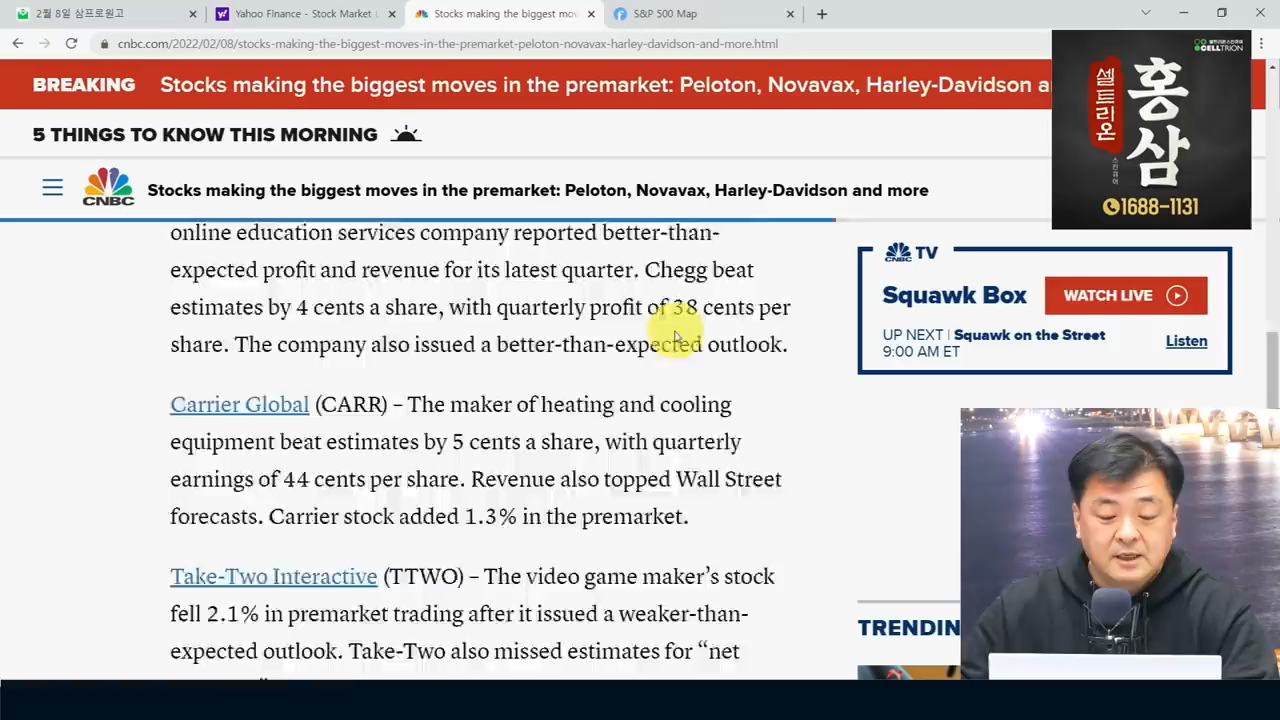 2월 8일 삼프로원고
Yahoo Finance - Stock Market L
Stocks making the biggest mov
S&P 500 Map
cnbc.com/2022/02/08/stocks-making-the-biggest-moves-in-the-premarket-peloton-novavax-harley-davidson-and-more.html
BREAKING
Stocks making the biggest moves in the premarket: Peloton, Novavax, Harley-Davidson a
5 THINGS TO KNOW THIS MORNING
CNBC
Stocks making the biggest moves in the premarket: Peloton, Novavax, Harley-Davidson and more
online education services company reported better-than-
expected profit and revenue for its latest quarter. Chegg beat
estimates by 4 cents a share, with quarterly profit of 38 cents per
share. The company also issued a better-than-expected outlook.
Carrier Global (CARR) – The maker of heating and cooling
equipment beat estimates by 5 cents a share, with quarterly
earnings of 44 cents per share. Revenue also topped Wall Street
forecasts. Carrier stock added 1.3% in the premarket.
Take-Two Interactive (TTWO) – The video game maker's stock
fell 2.1% in premarket trading after it issued a weaker-than-
expected outlook. Take-Two also missed estimates for “net
CELLTRION
셀트리온
홍삼
1688-1131
CNBC TV
Squawk Box
WATCH LIVE
UP NEXT | Squawk on the Street
9:00 AM ET
Listen
TRENDIN